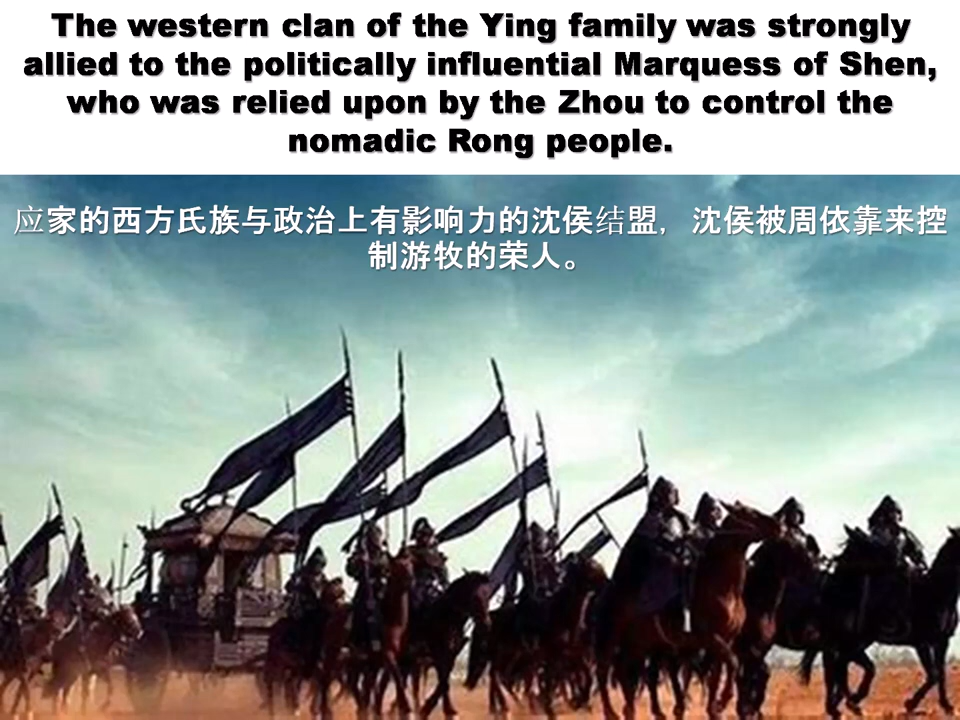 The western clan of the Ying family was strongly
allied to the politically influential Marquess of Shen,
who was relied upon by the Zhou to control the
nomadic Rong people.
应家的西方氏族与政治上有影响力的沈侯结盟，沈侯被周依靠来控
制游牧的荣人。